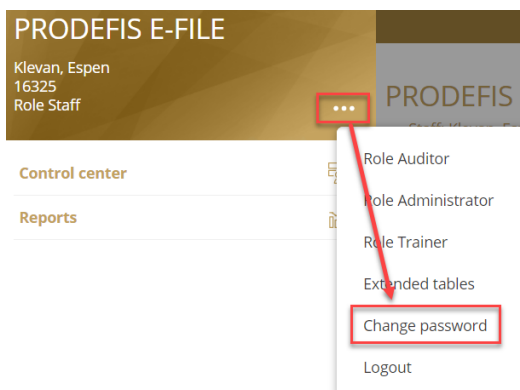 PRODEFIS E-FILE
Klevan, Espen
16325
Role Staff
PRODEFIS
Control center
Reports
Role Auditor
Role Administrator
Role Trainer
Extended tables
Change password
Logout